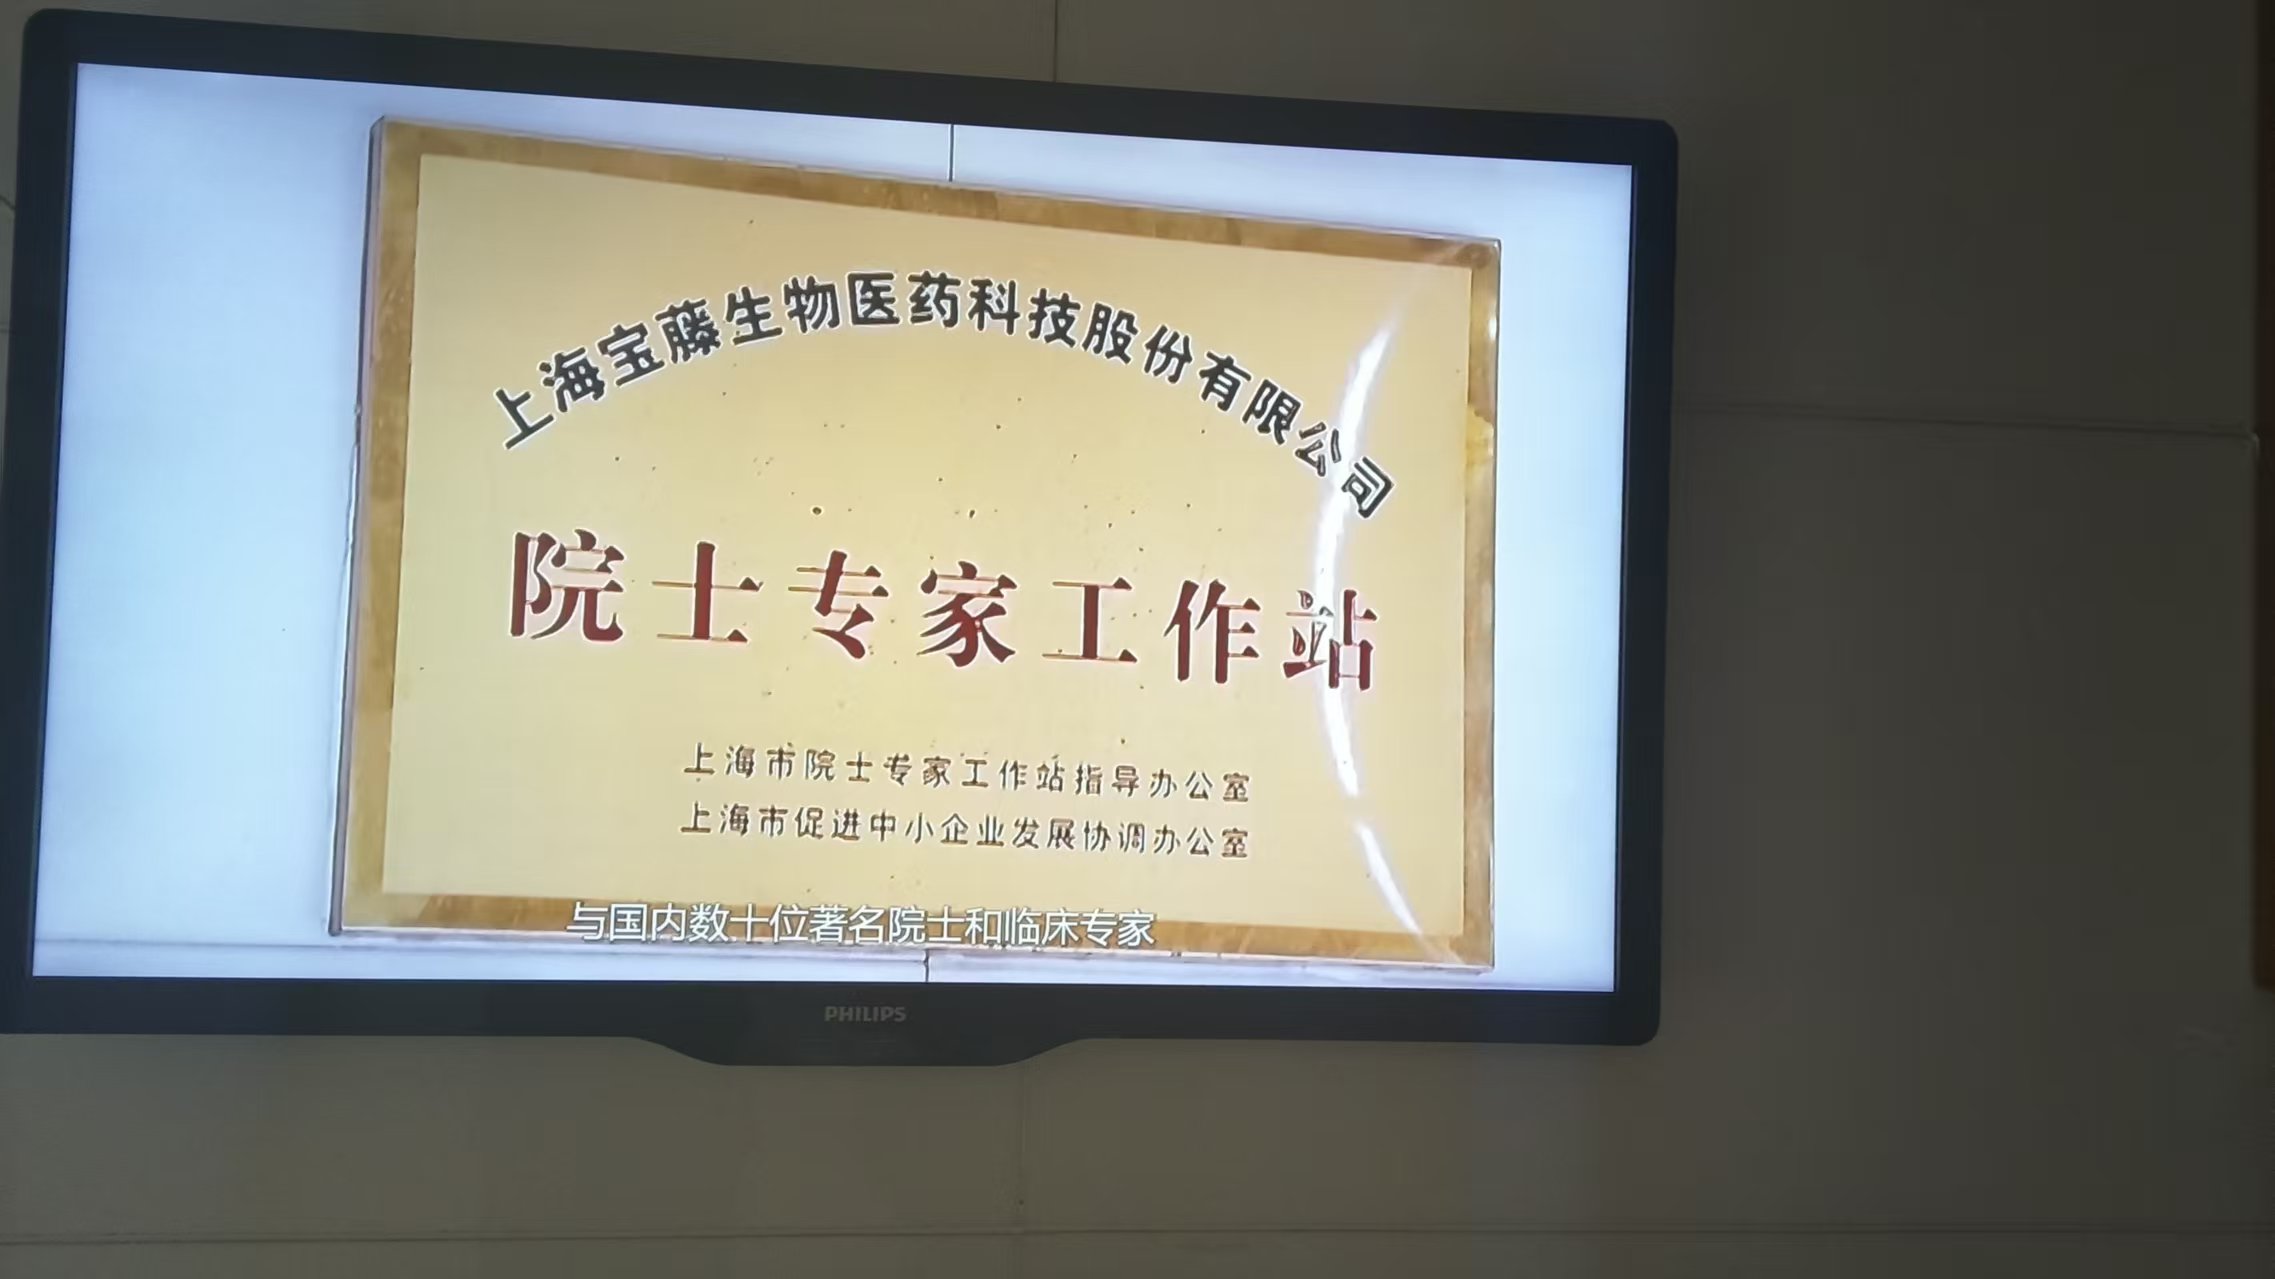 上海宝藤生物医药科技股份有限公司
院士专家工作站
上海市院士专家工作站指导办公室
上海市促进中小企业发展协调办公室
与国内数十位著名院士和临床专家
PHILIPS